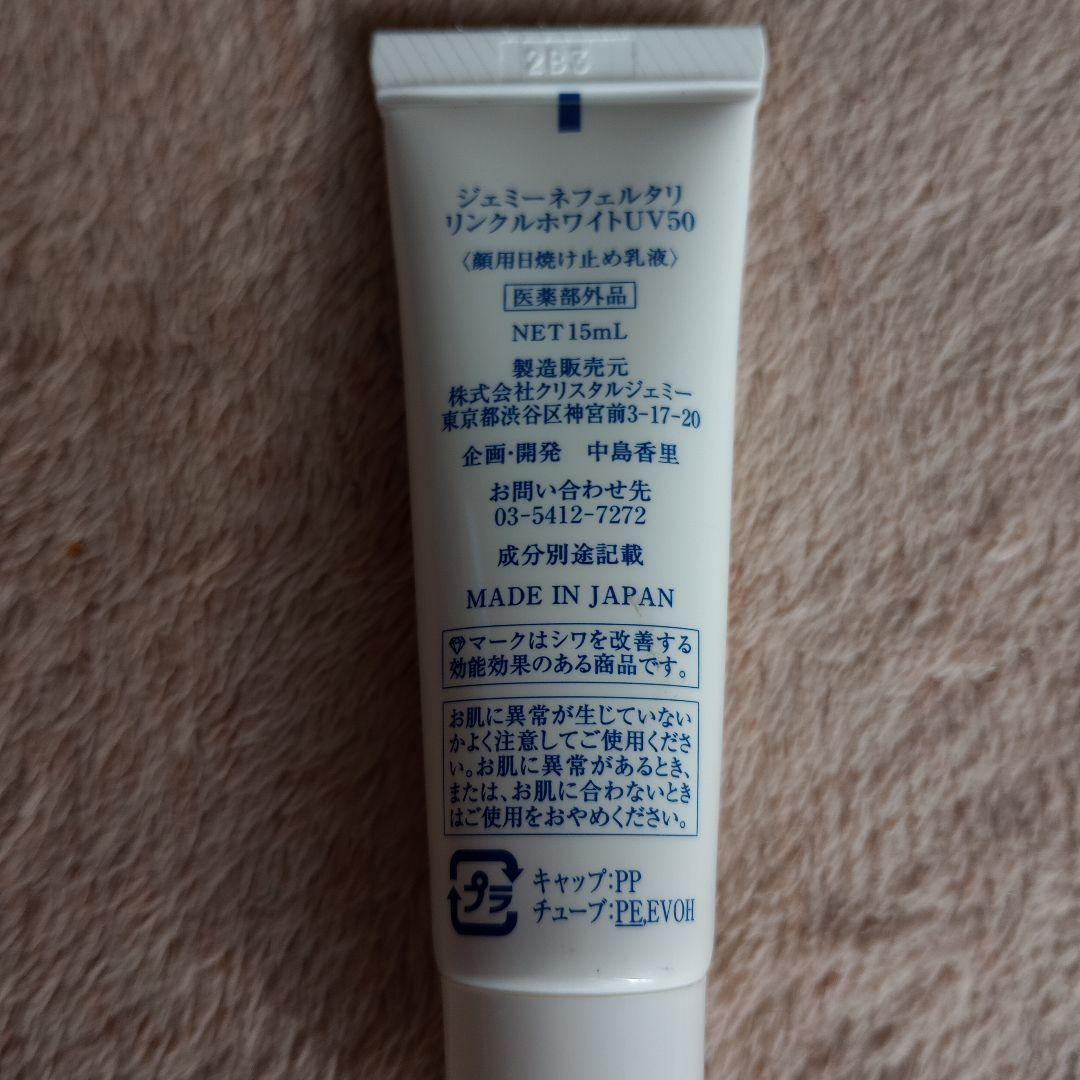 2B3
ジェミーネフェルタリ
リンクルホワイトUV50
〈顔用日焼け止め乳液〉
医薬部外品
NET 15mL
製造販売元
株式会社クリスタルジェミー
東京都渋谷区神宮前3-17-20
企画・開発　中島香里
お問い合わせ先
03-5412-7272
成分別途記載
MADE IN JAPAN
マークはシワを改善する
効能効果のある商品です。
お肌に異常が生じていない
かよく注意してご使用くださ
い。お肌に異常があるとき、
または、お肌に合わないとき
はご使用をおやめください。
プラ
キャップ:PP
チューブ:PE,EVOH